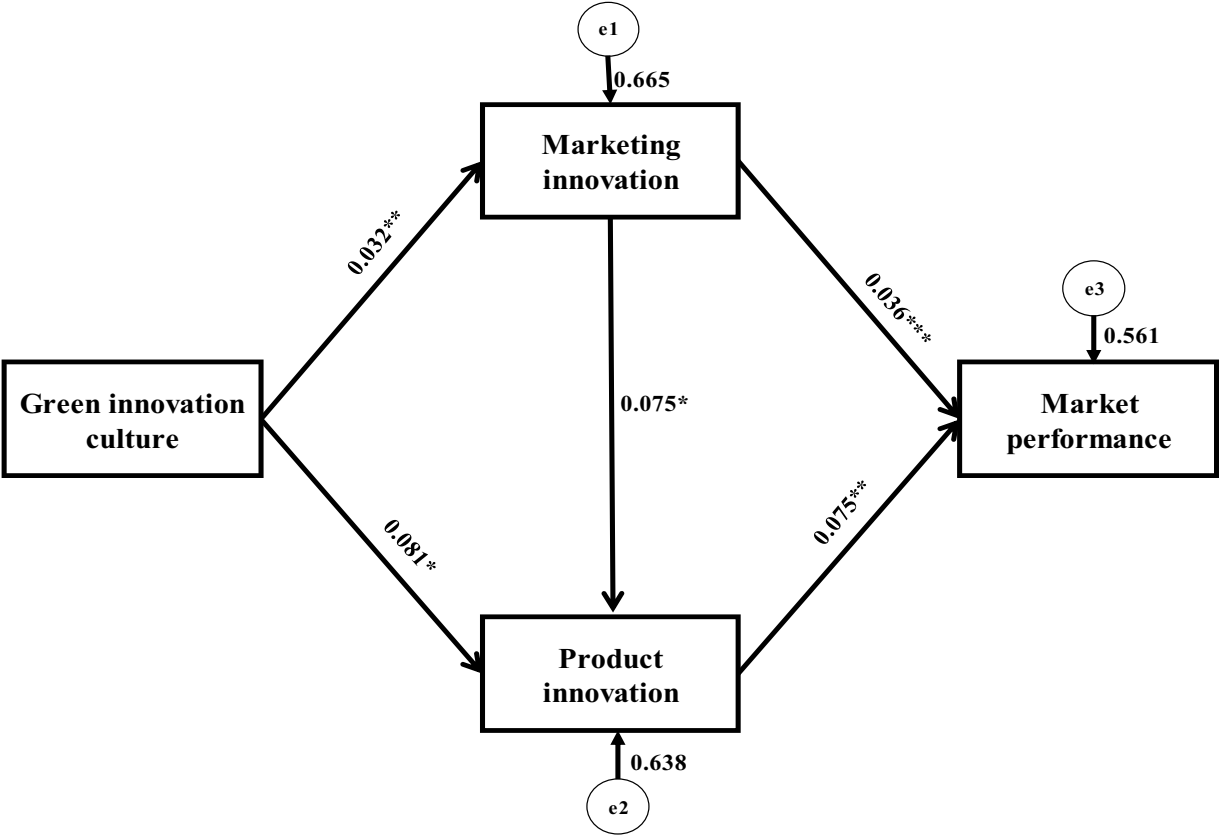 e1
0.665
Marketing
innovation
0.032**
0.036***
e3
0.561
Green innovation
culture
0.075*
Market
performance
0.081*
0.075**
Product
innovation
0.638
e2